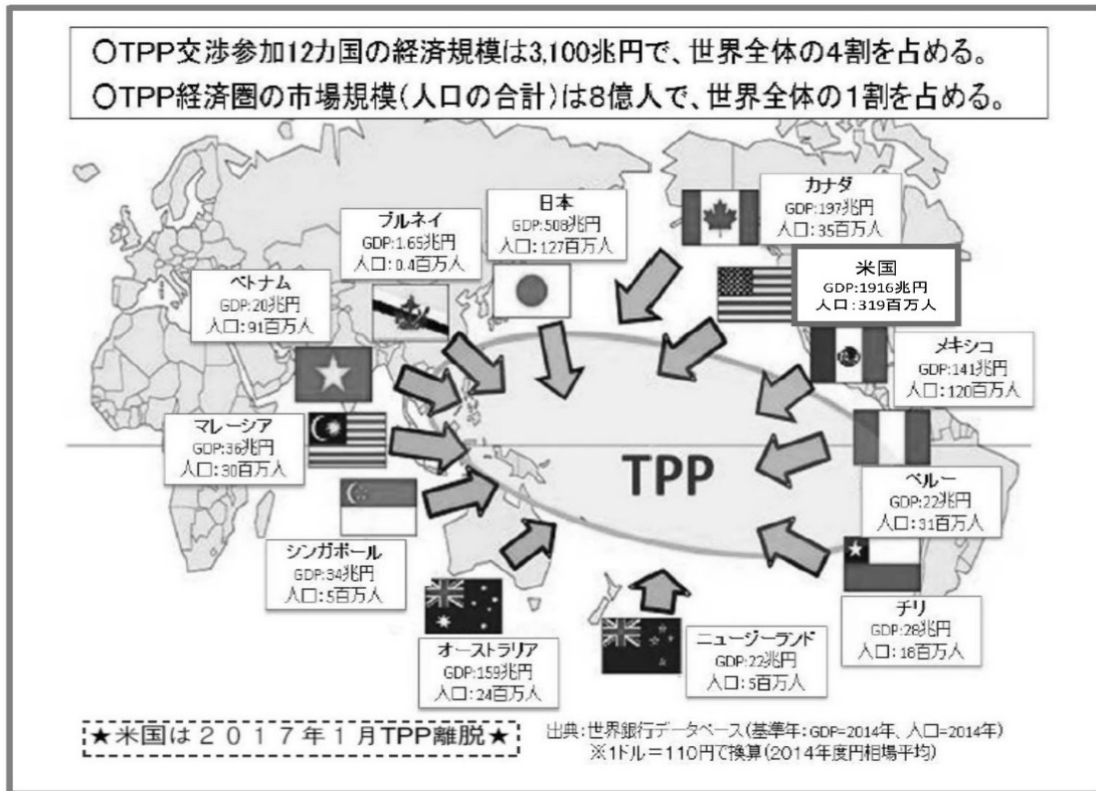 ○TPP交渉参加12カ国の経済規模は3,100兆円で、世界全体の4割を占める。
○TPP経済圏の市場規模(人口の合計)は8億人で、世界全体の1割を占める。
カナダ
GDP:197兆円
人口:35百万人
日本
GDP:508兆円
人口:127百万人
ブルネイ
GDP:1.65兆円
人口:0.4百万人
米国
GDP:1916兆円
人口:319百万人
ベトナム
GDP:20兆円
人口:91百万人
メキシコ
GDP:141兆円
人口:120百万人
マレーシア
GDP:36兆円
人口:30百万人
TPP
ペルー
GDP:22兆円
人口:31百万人
シンガポール
GDP:34兆円
人口:5百万人
チリ
GDP:28兆円
人口:18百万人
オーストラリア
GDP:159兆円
人口:24百万人
ニュージーランド
GDP:22兆円
人口:5百万人
★米国は2017年1月TPP離脱★
出典:世界銀行データベース(基準年:GDP=2014年、人口=2014年)
※1ドル=110円で換算(2014年度円相場平均)